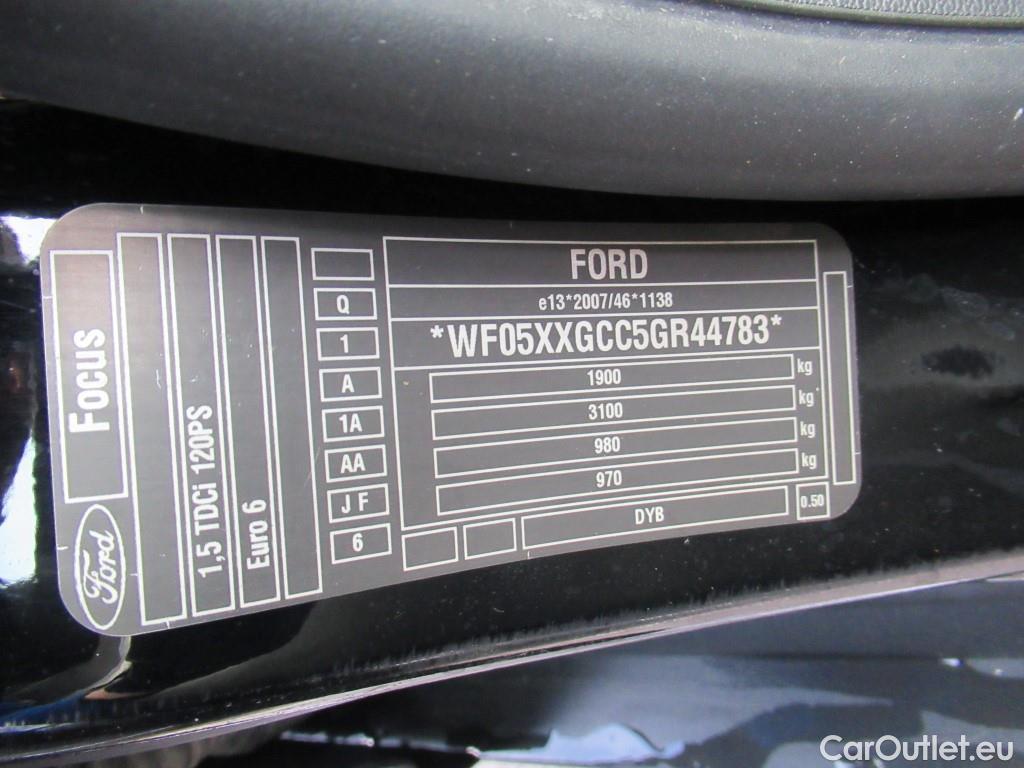 Focus
Ford
1,5 TDCi 120PS
Euro 6
Q
1
A
1A
AA
J F
6
FORD
e13*2007/46*1138
*WF05XXGCC5GR44783*
1900 kg
3100 kg
980 kg
970 kg
DYB
0.50
CarOutlet.eu